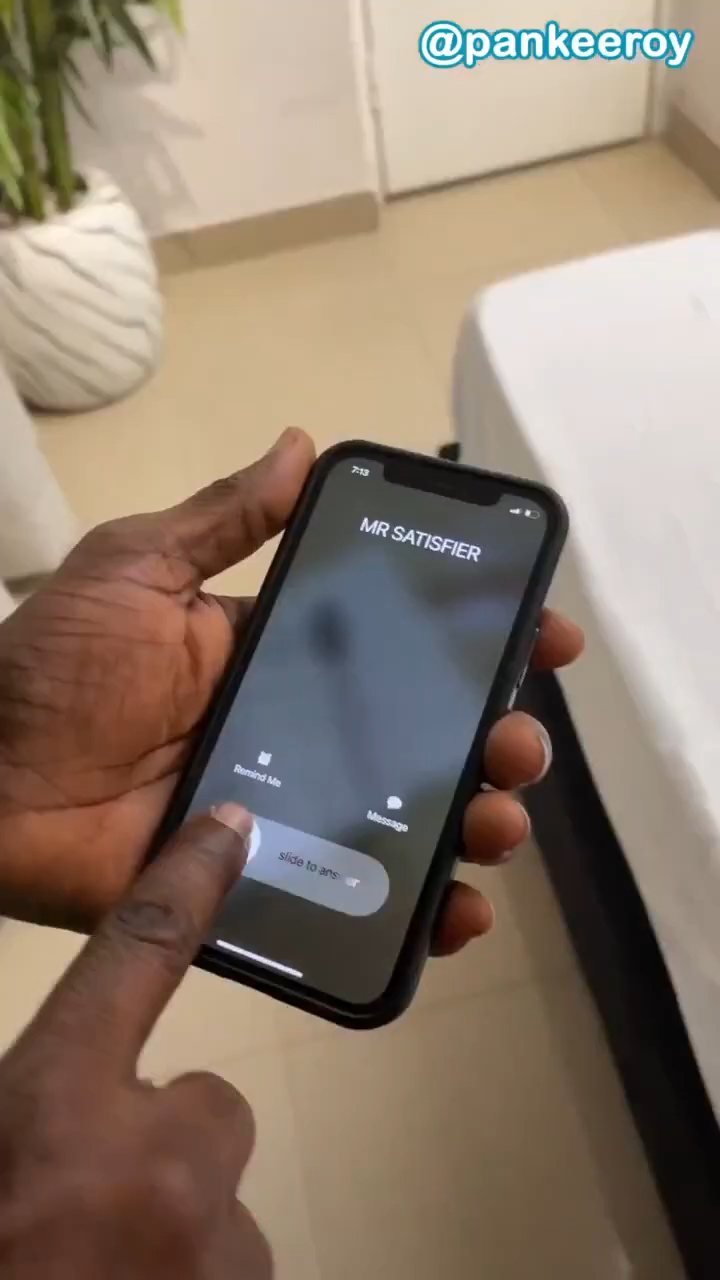 @pankeeroy
7:13
MR SATISFIER
Remind Me
Message
slide to answer